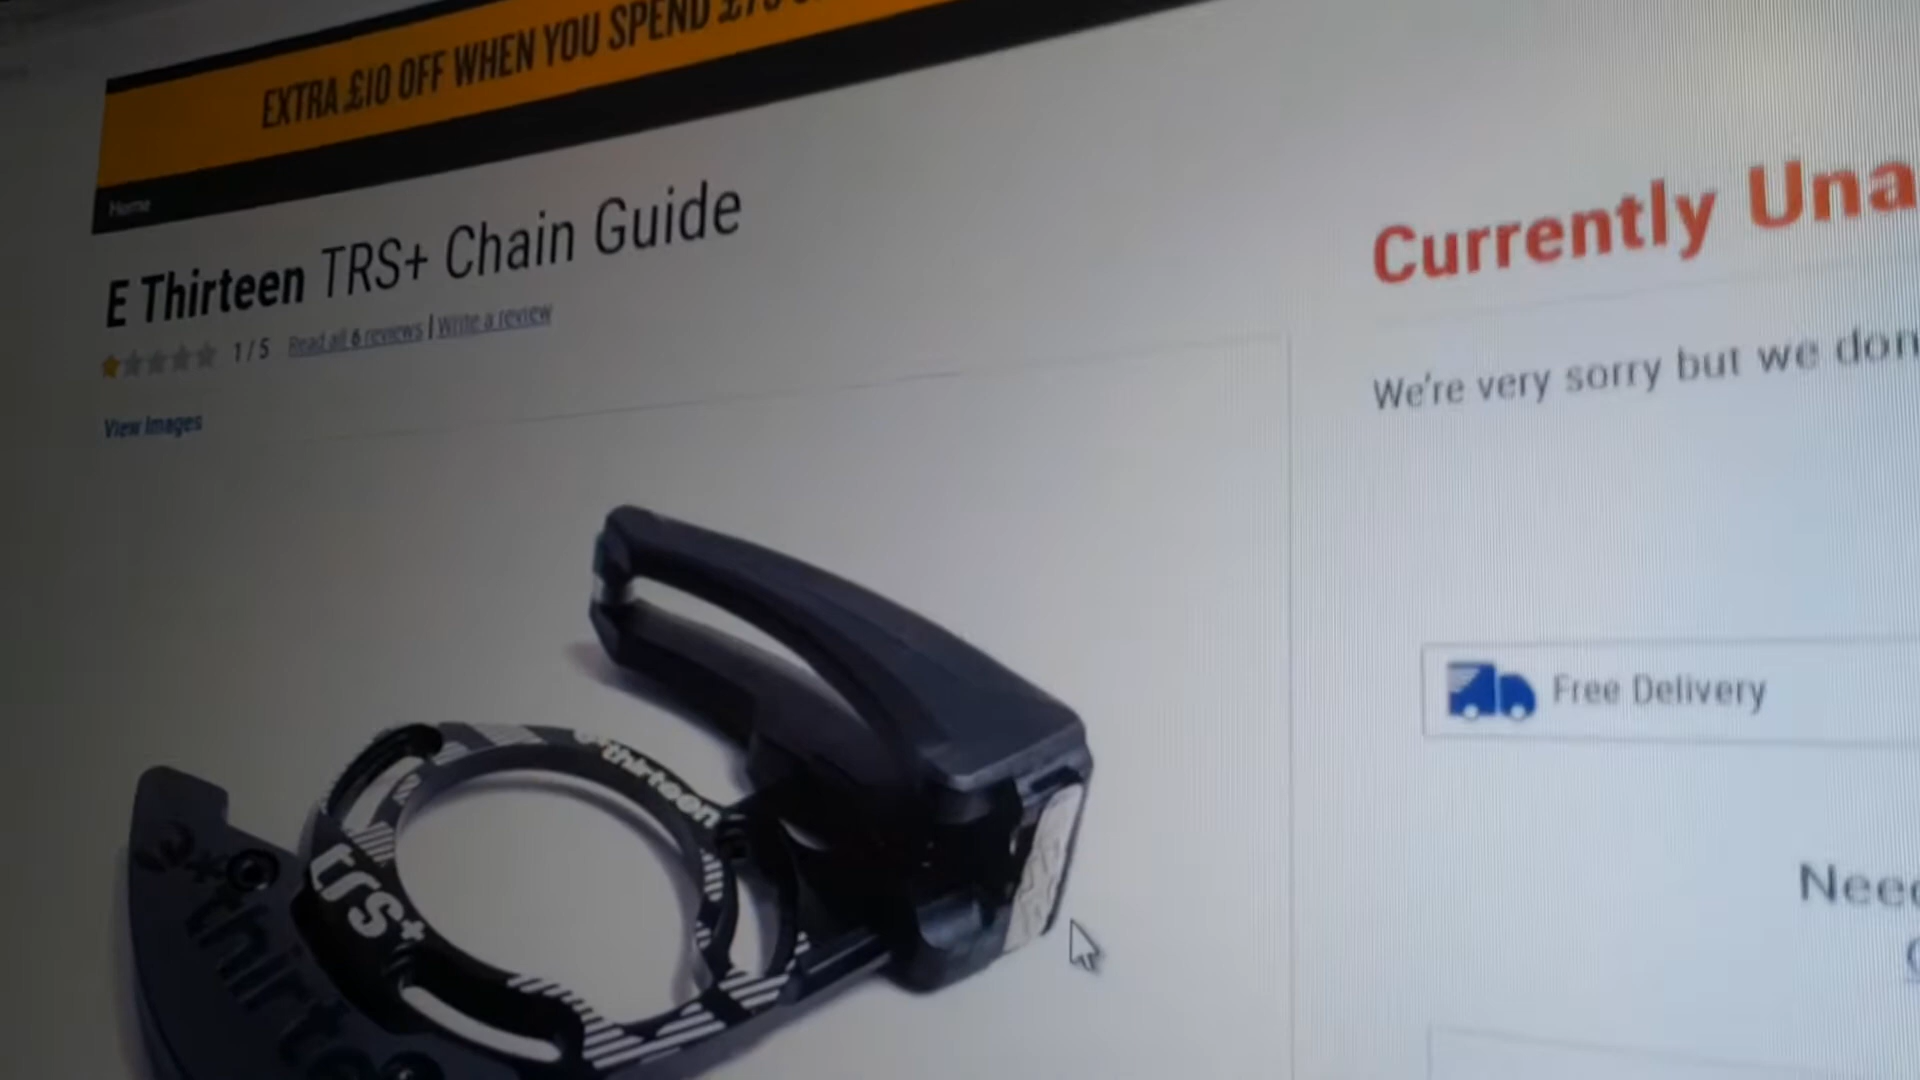 EXTRA £10 OFF WHEN YOU SPEND
Home
E Thirteen TRS+ Chain Guide
1 / 5 Read all 6 reviews | Write a review
View Images
Currently Una
We're very sorry but we don
Free Delivery
Need
e*thirteen
trs+
e*thirte